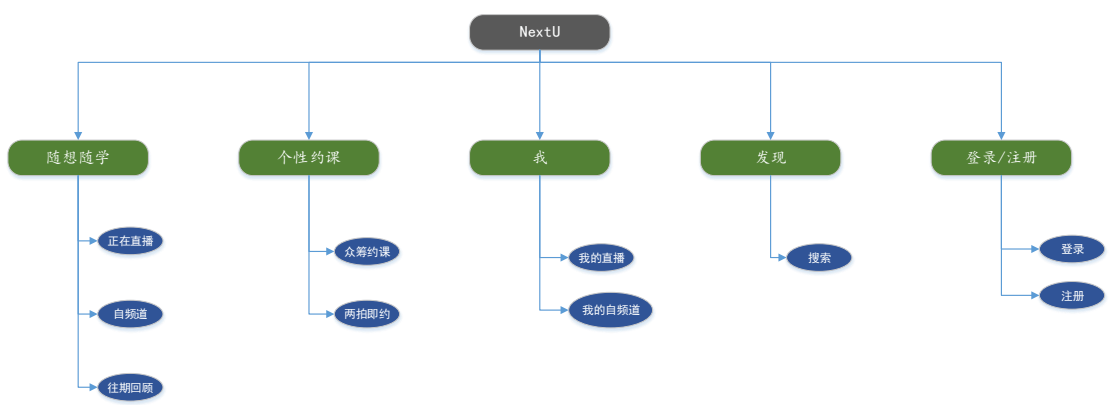 NextU
随想随学
个性约课
我
发现
登录/注册
正在直播
自频道
往期回顾
众筹约课
两拍即约
我的直播
我的自频道
搜索
登录
注册